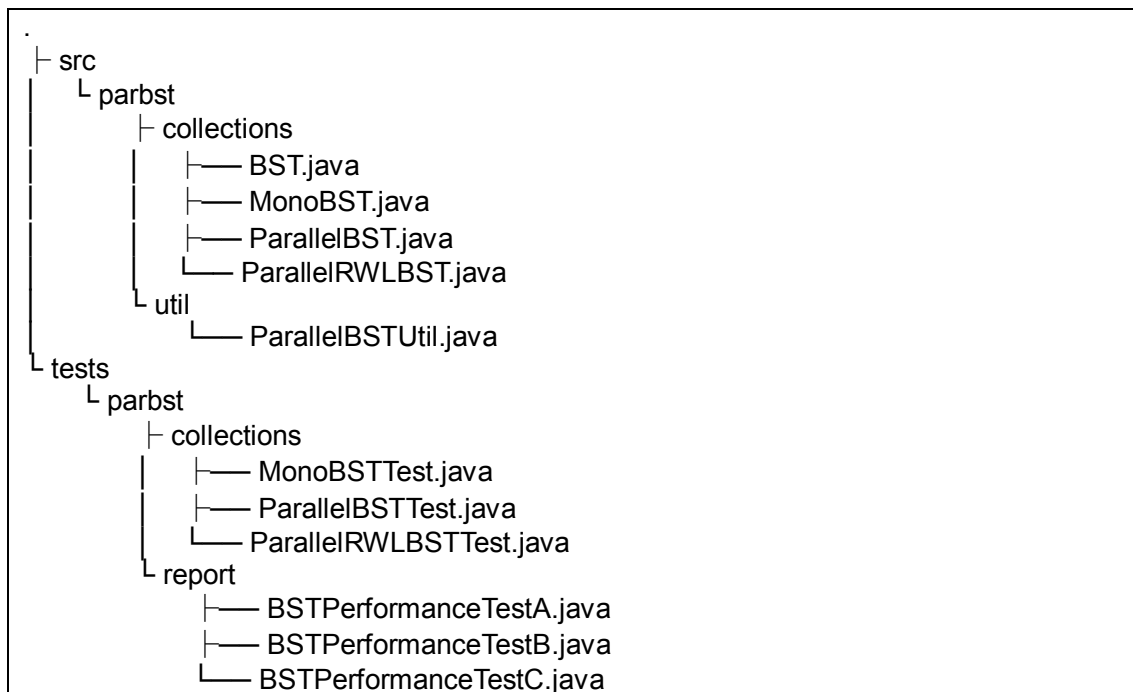 .
├ src
│ └ parbst
│ ├ collections
│ │ ├── BST.java
│ │ ├── MonoBST.java
│ │ ├── ParallelBST.java
│ │ └── ParallelRWLBST.java
│ └ util
│ └── ParallelBSTUtil.java
└ tests
└ parbst
├ collections
│ ├── MonoBSTTest.java
│ ├── ParallelBSTTest.java
│ └── ParallelRWLBSTTest.java
└ report
├── BSTPerformanceTestA.java
├── BSTPerformanceTestB.java
└── BSTPerformanceTestC.java